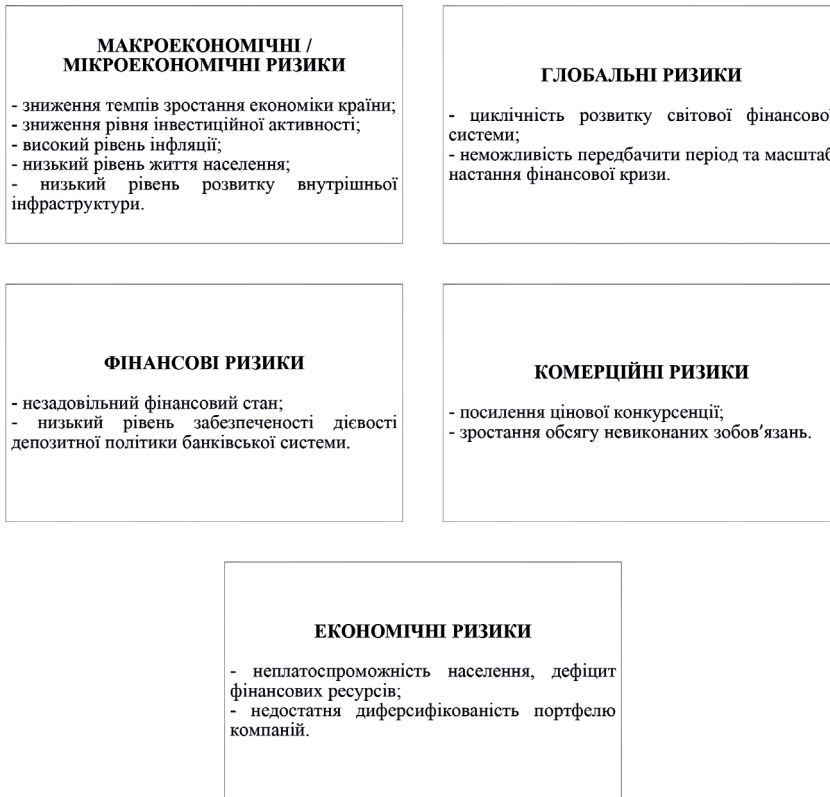 МАКРОЕКОНОМІЧНІ /
МІКРОЕКОНОМІЧНІ РИЗИКИ
- зниження темпів зростання економіки країни;
- зниження рівня інвестиційної активності;
- високий рівень інфляції;
- низький рівень життя населення;
- низький рівень розвитку внутрішньої
інфраструктури.
ГЛОБАЛЬНІ РИЗИКИ
- циклічність розвитку світової фінансової
системи;
- неможливість передбачити період та масштаб
настання фінансової кризи.
ФІНАНСОВІ РИЗИКИ
- незадовільний фінансовий стан;
- низький рівень забезпеченості дієвості
депозитної політики банківської системи.
КОМЕРЦІЙНІ РИЗИКИ
- посилення цінової конкурсенції;
- зростання обсягу невиконаних зобов’язань.
ЕКОНОМІЧНІ РИЗИКИ
- неплатоспроможність населення, дефіцит
фінансових ресурсів;
- недостатня диферсифікованість портфелю
компаній.